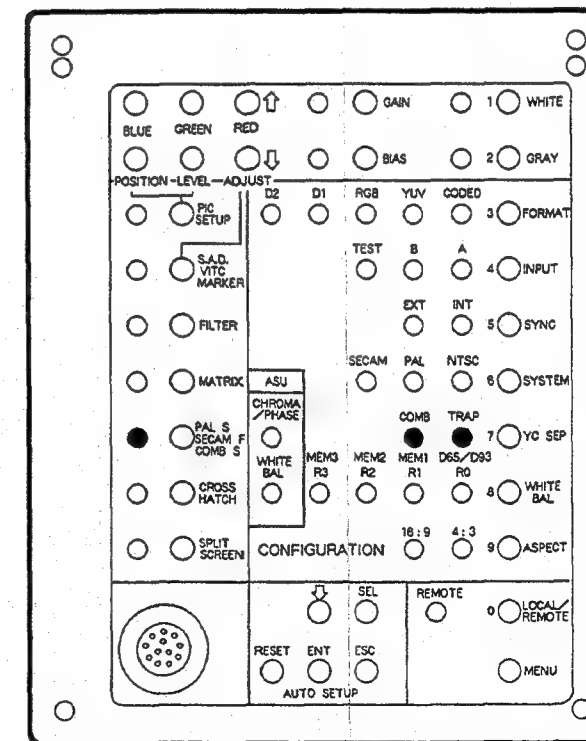 GAIN 1 WHITE
BLUE GREEN RED
BIAS 2 GRAY
POSITION LEVEL ADJUST
D2 D1 RGB YUV CODED
PIC
SETUP
3 FORMAT
TEST B A
S.A.D.
VITC
MARKER
4 INPUT
EXT INT
FILTER
5 SYNC
SECAM PAL NTSC
MATRIX
ASU
6 SYSTEM
CHROMA
/PHASE
COMB TRAP
PAL S
SECAM F
COMB S
7 YC SEP
WHITE
BAL
MEM3 MEM2 MEM1 D65/D93
R3 R2 R1 R0
CROSS
HATCH
8 WHITE
BAL
16:9 4:3
SPLIT
SCREEN
CONFIGURATION
9 ASPECT
SEL REMOTE
0 LOCAL/
REMOTE
RESET ENT ESC
MENU
AUTO SETUP